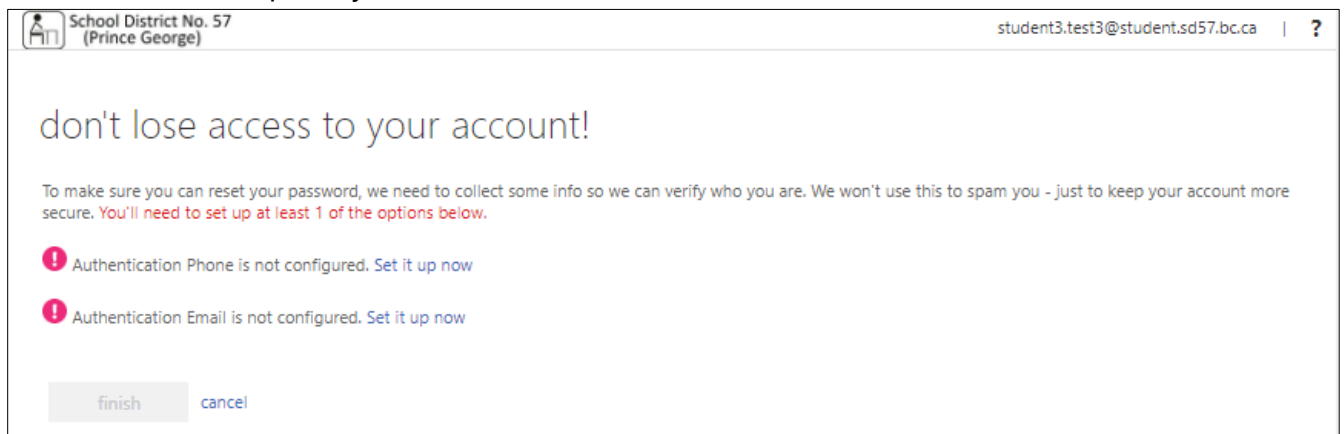 School District No. 57
(Prince George)
student3.test3@student.sd57.bc.ca | ?
don't lose access to your account!
To make sure you can reset your password, we need to collect some info so we can verify who you are. We won't use this to spam you - just to keep your account more
secure. You'll need to set up at least 1 of the options below.
! Authentication Phone is not configured. Set it up now
! Authentication Email is not configured. Set it up now
finish cancel